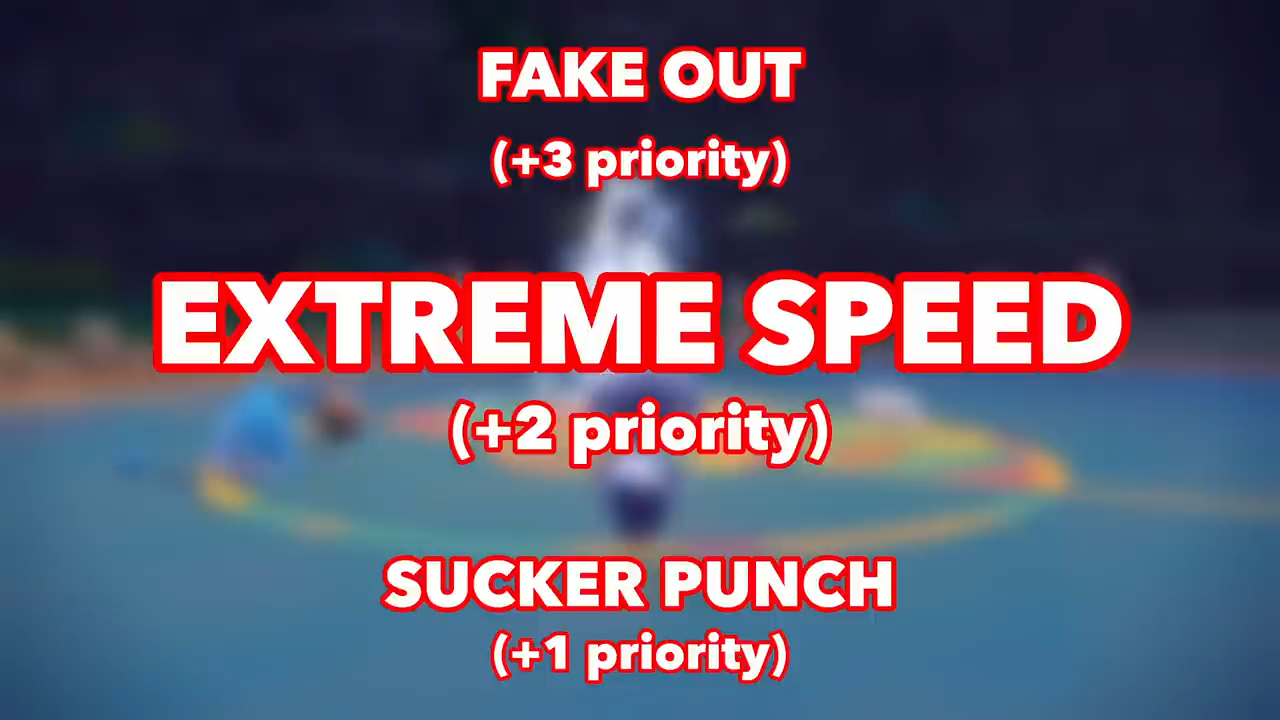 FAKE OUT
(+3 priority)
EXTREME SPEED
(+2 priority)
SUCKER PUNCH
(+1 priority)